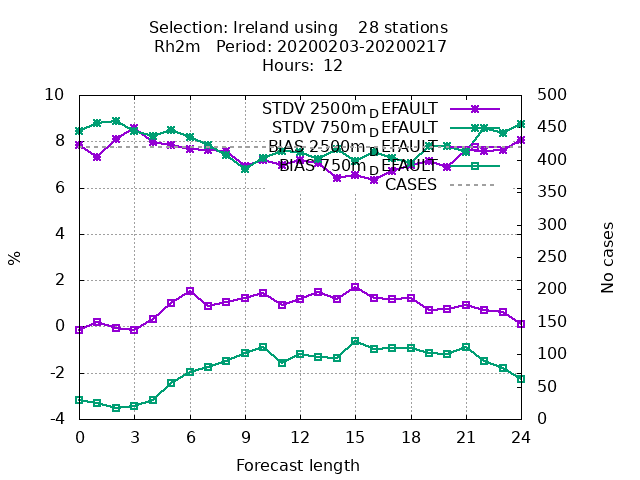 Selection: Ireland using    28 stations
Rh2m   Period: 20200203-20200217
Hours:  12
STDV 2500m_DEFAULT
STDV 750m_DEFAULT
BIAS 2500m_DEFAULT
BIAS 750m_DEFAULT
CASES
10
8
6
4
2
0
-2
-4
%
500
450
400
350
300
250
200
150
100
50
0
No cases
0 3 6 9 12 15 18 21 24
Forecast length